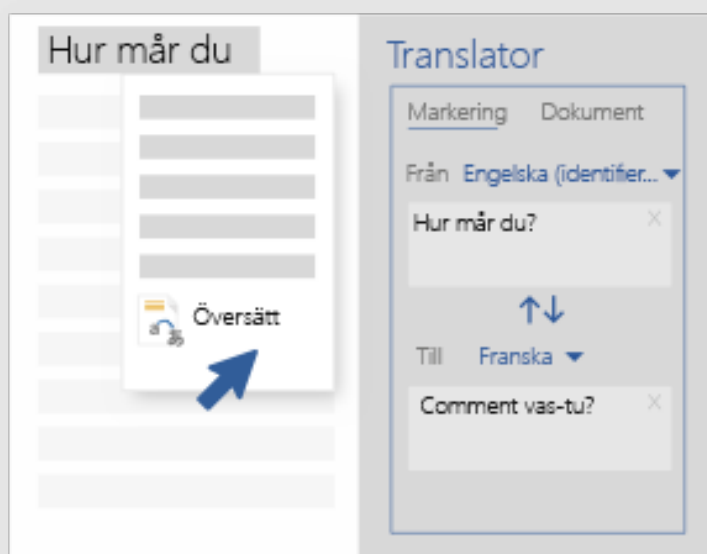 Hur mår du
Översätt
Translator
Markering Dokument
Från Engelska (identifier...
Hur mår du?
Till Franska
Comment vas-tu?